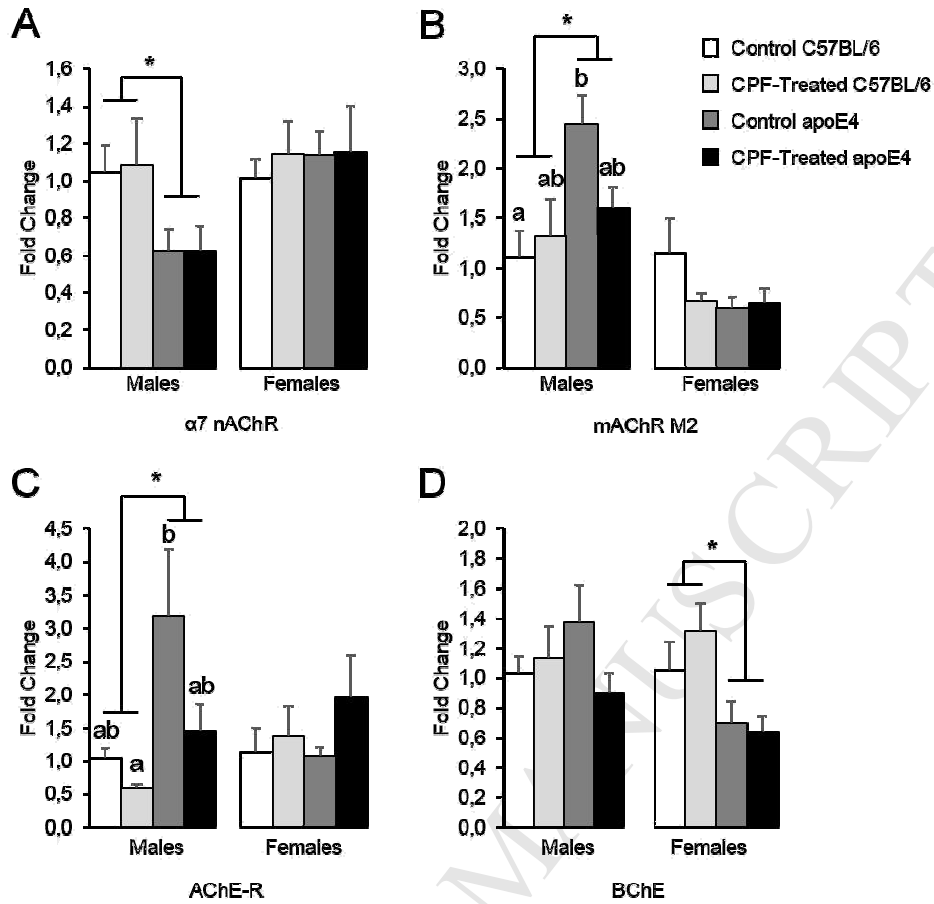 A
1,6
1,4
1,2
1,0
0,8
0,6
0,4
0,2
0,0
Fold Change
*
Males
Females
α7 nAChR
B
3,0
2,5
2,0
1,5
1,0
0,5
0,0
Fold Change
*
a
ab
b
ab
Males
Females
mAChR M2
Control C57BL/6
CPF-Treated C57BL/6
Control apoE4
CPF-Treated apoE4
C
4,5
4,0
3,5
3,0
2,5
2,0
1,5
1,0
0,5
0,0
Fold Change
*
ab
a
b
ab
Males
Females
AChE-R
D
2,0
1,8
1,6
1,4
1,2
1,0
0,8
0,6
0,4
0,2
0,0
Fold Change
*
Males
Females
BChE
MANUSCRIPT